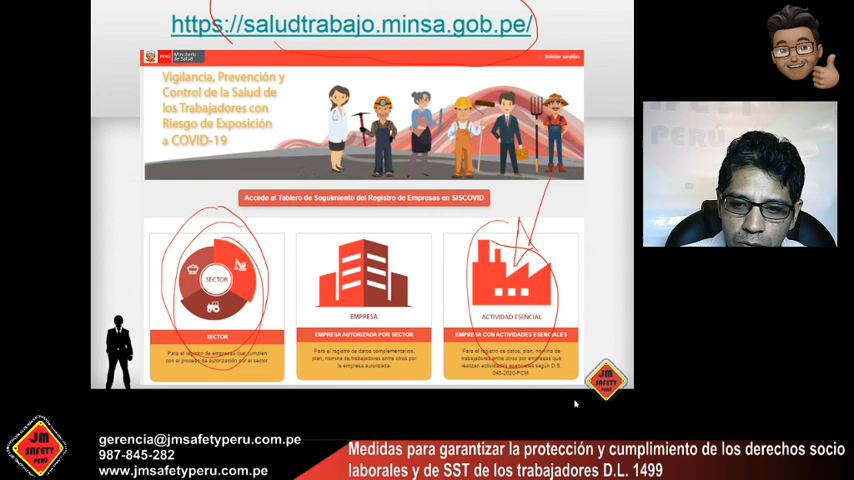 https://saludtrabajo.minsa.gob.pe/
PERÚ Ministerio de Salud
Iniciar sesión
Vigilancia, Prevención y
Control de la Salud de
los Trabajadores con
Riesgo de Exposición
a COVID-19
Accede al Tablero de Seguimiento del Registro de Empresas en SISCOVID
SECTOR
SECTOR
Para el registro de empresas que cumplen
con el proceso de autorización por el sector.
EMPRESA
EMPRESA AUTORIZADA POR SECTOR
Para el registro de datos complementarios,
plan, nomina de trabajadores entre otros por
la empresa autorizada.
ACTIVIDAD ESENCIAL
EMPRESA CON ACTIVIDADES ESENCIALES
Para el registro de datos, plan, nomina de
trabajadores entre otros por empresas que
realizan actividades esenciales según D.S.
044-2020-PCM.
JM
SAFETY
PERÚ
PERÚ
JM
SAFETY
PERÚ
gerencia@jmsafetyperu.com.pe
987-845-282
www.jmsafetyperu.com.pe
Medidas para garantizar la protección y cumplimiento de los derechos socio
laborales y de SST de los trabajadores D.L. 1499